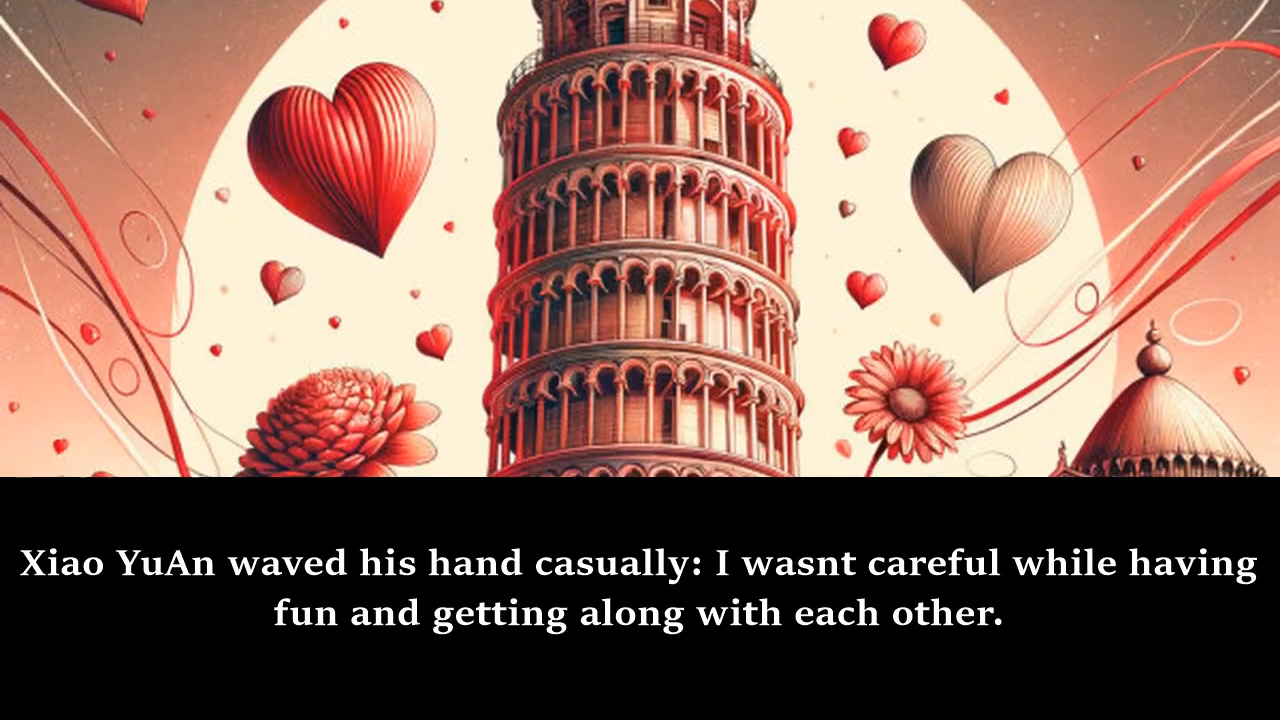 Xiao YuAn waved his hand casually: I wasnt careful while having
fun and getting along with each other.